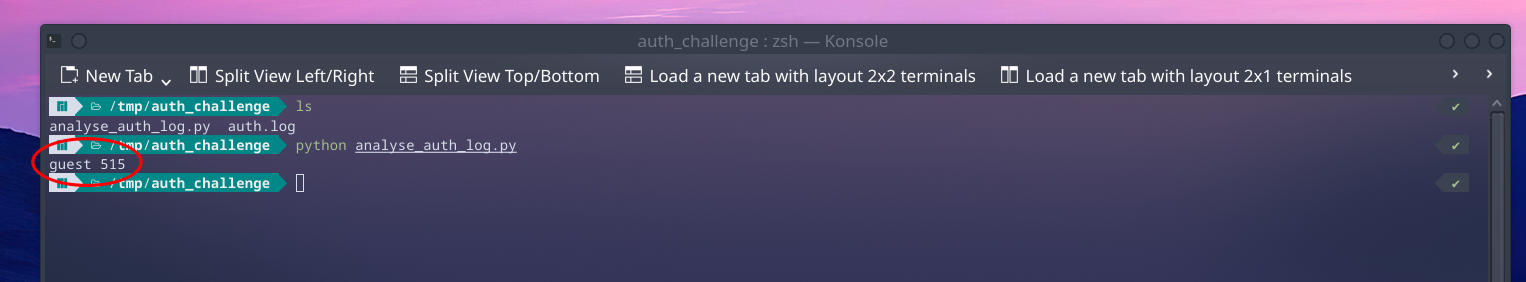 auth_challenge : zsh — Konsole
New Tab Split View Left/Right Split View Top/Bottom Load a new tab with layout 2x2 terminals Load a new tab with layout 2x1 terminals
/tmp/auth_challenge ls
analyse_auth_log.py auth.log
/tmp/auth_challenge python analyse_auth_log.py
guest 515
/tmp/auth_challenge